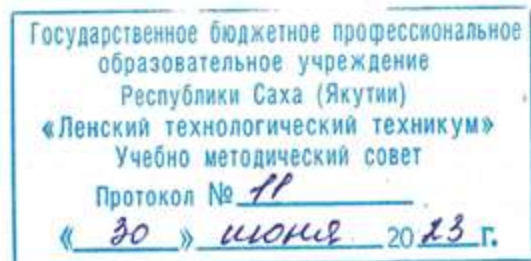 Государственное бюджетное профессиональное
образовательное учреждение
Республики Саха (Якутии)
«Ленский технологический техникум»
Учебно методический совет
Протокол № 11
« 30 » июня 2023 г.